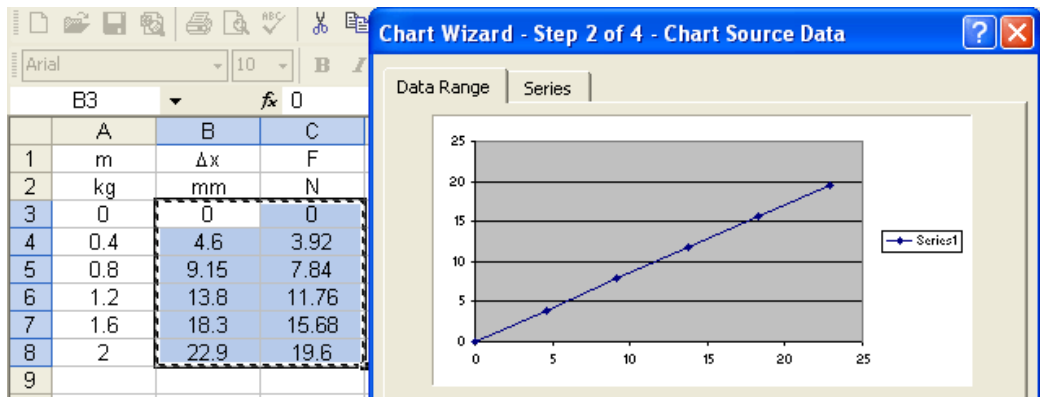 ABC
Arial 10 B I
B3 fx 0
A B C
1 m Δx F
2 kg mm N
3 0 0 0
4 0.4 4.6 3.92
5 0.8 9.15 7.84
6 1.2 13.8 11.76
7 1.6 18.3 15.68
8 2 22.9 19.6
9
Chart Wizard - Step 2 of 4 - Chart Source Data ?
Data Range Series
25
20
15
10
5
0
0 5 10 15 20 25
Series1